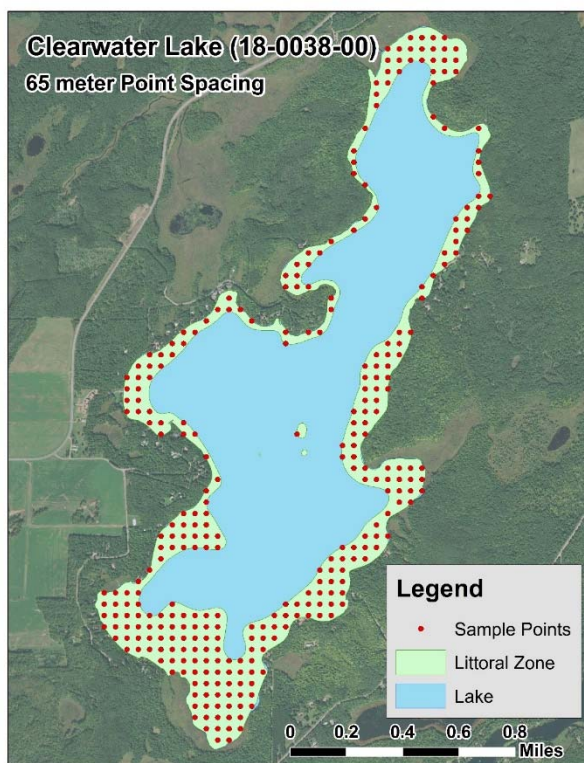 Clearwater Lake (18-0038-00)
65 meter Point Spacing
Legend
Sample Points
Littoral Zone
Lake
0 0.2 0.4 0.6 0.8
Miles